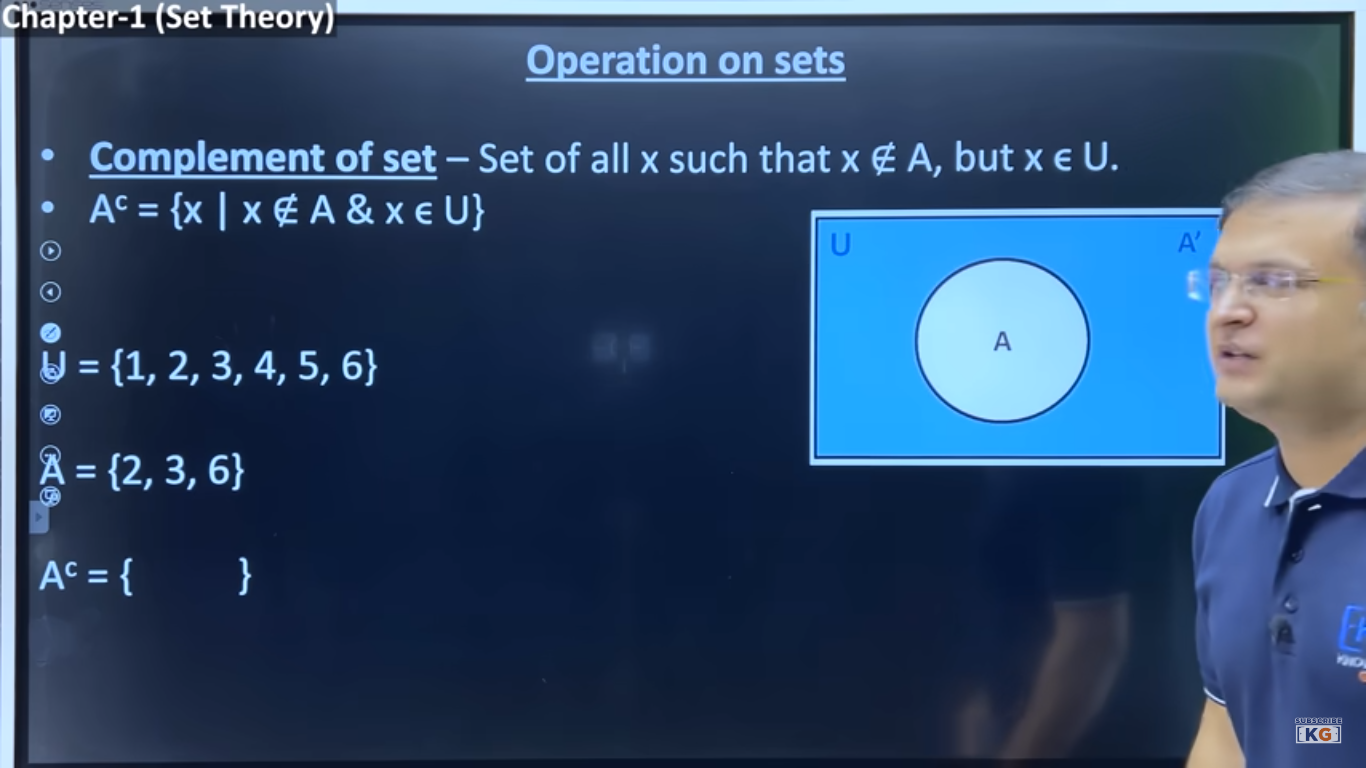 Chapter-1 (Set Theory)
Operation on sets
• Complement of set – Set of all x such that x ∉ A, but x ϵ U.
• Aᶜ = {x | x ∉ A & x ϵ U}
U A’
A
U = {1, 2, 3, 4, 5, 6}
A = {2, 3, 6}
Aᶜ = { }
SUBSCRIBE
[KG]